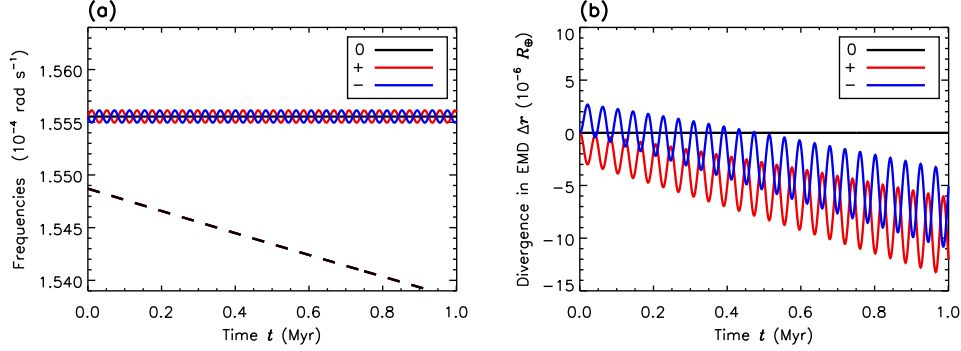 (a)
Frequencies (10⁻⁴ rad s⁻¹)
1.560
1.555
1.550
1.545
1.540
0
+
−
0.0 0.2 0.4 0.6 0.8 1.0
Time t (Myr)
(b)
Divergence in EMD Δr (10⁻⁶ R⊕)
10
5
0
−5
−10
−15
0
+
−
0.0 0.2 0.4 0.6 0.8 1.0
Time t (Myr)